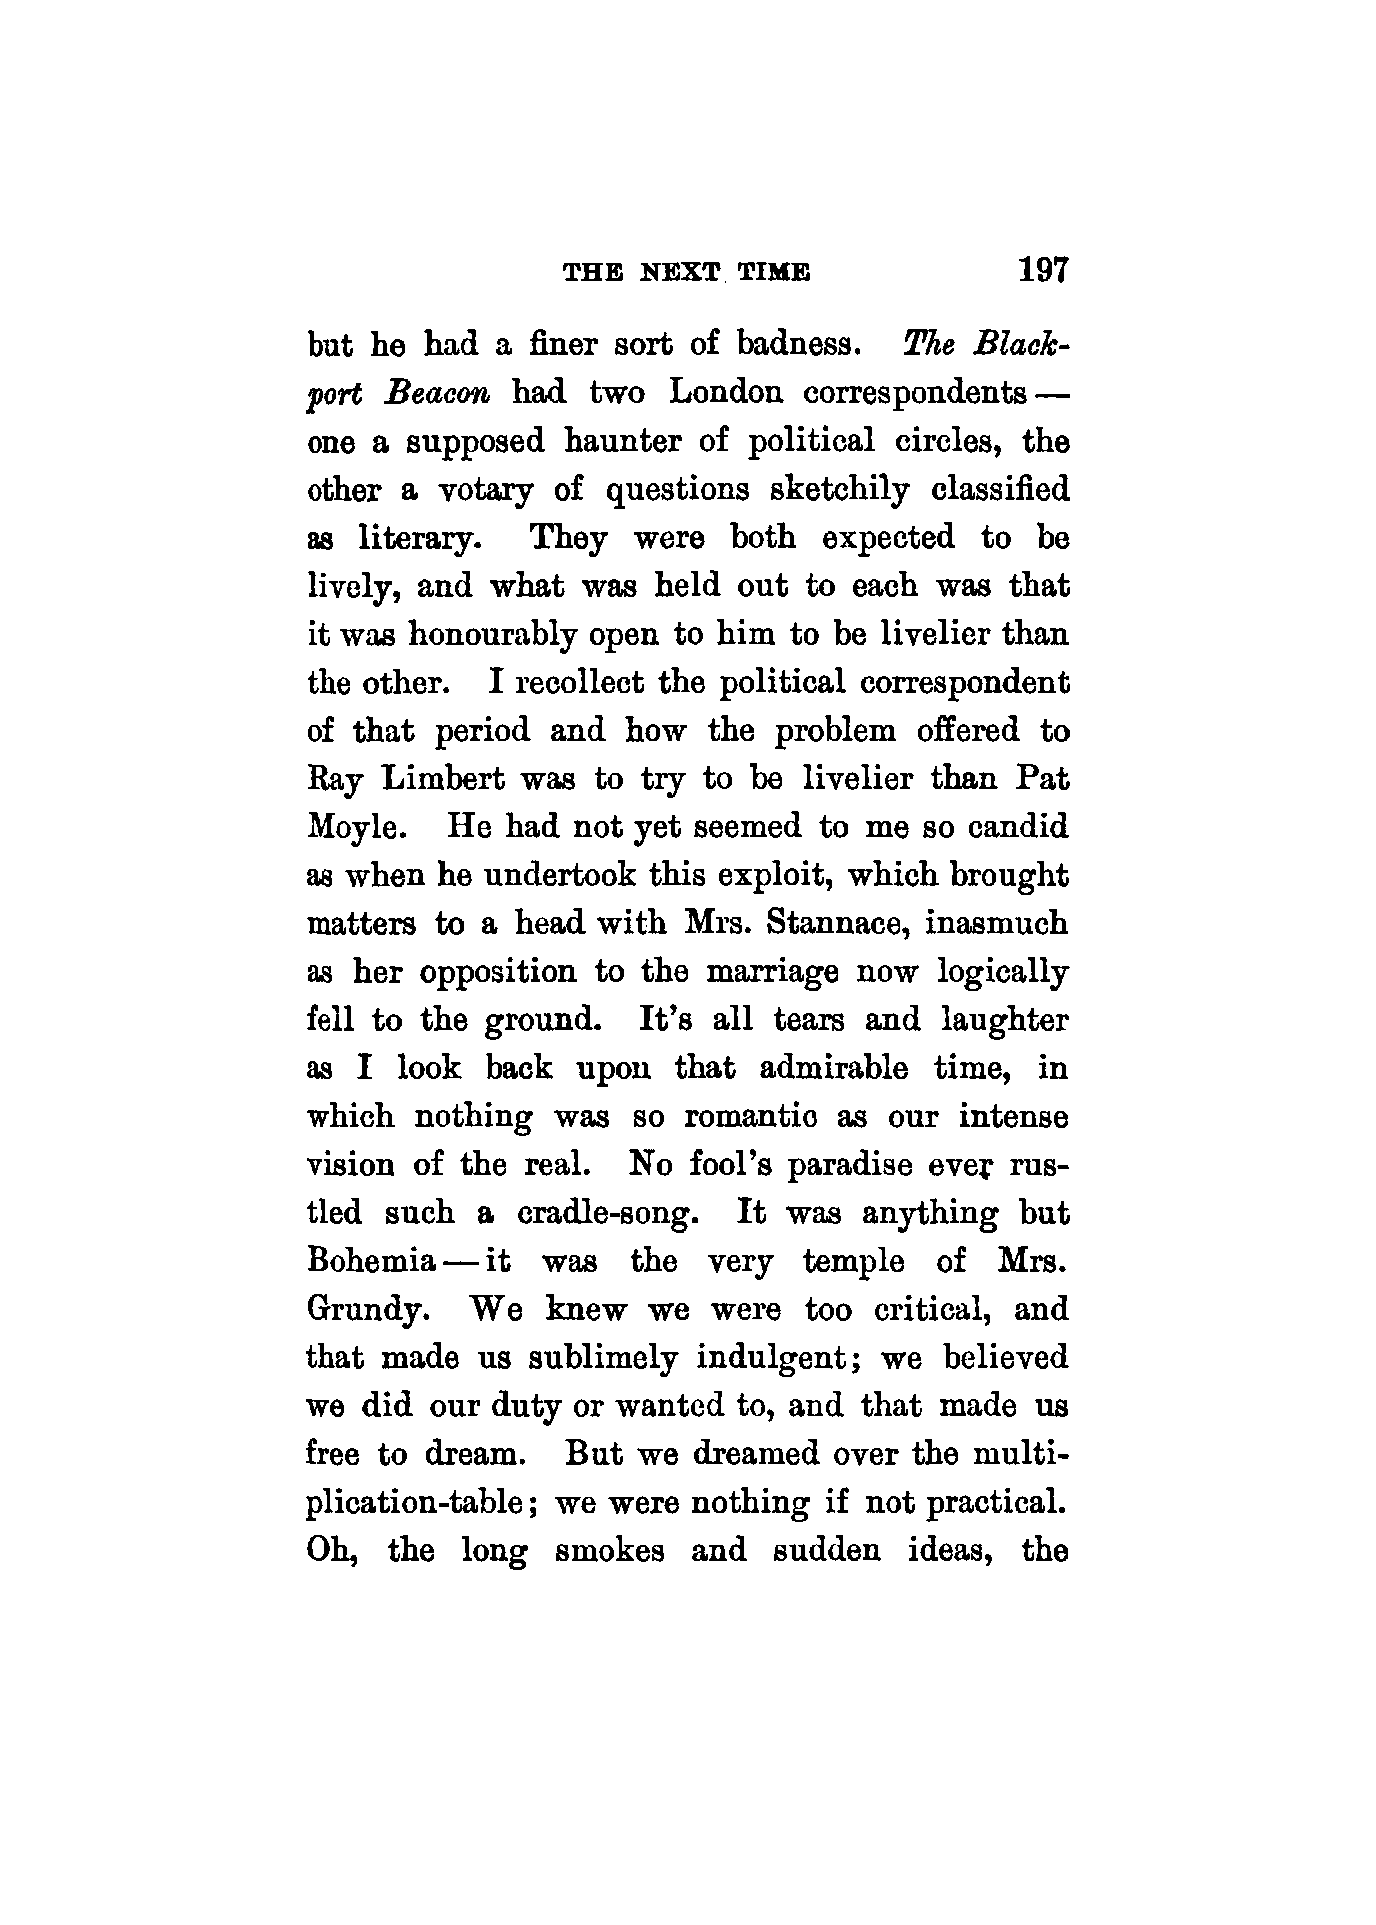 THE NEXT TIME 197
but he had a finer sort of badness. The Black-
port Beacon had two London correspondents—
one a supposed haunter of political circles, the
other a votary of questions sketchily classified
as literary. They were both expected to be
lively, and what was held out to each was that
it was honourably open to him to be livelier than
the other. I recollect the political correspondent
of that period and how the problem offered to
Ray Limbert was to try to be livelier than Pat
Moyle. He had not yet seemed to me so candid
as when he undertook this exploit, which brought
matters to a head with Mrs. Stannace, inasmuch
as her opposition to the marriage now logically
fell to the ground. It's all tears and laughter
as I look back upon that admirable time, in
which nothing was so romantic as our intense
vision of the real. No fool's paradise ever rus-
tled such a cradle-song. It was anything but
Bohemia—it was the very temple of Mrs.
Grundy. We knew we were too critical, and
that made us sublimely indulgent; we believed
we did our duty or wanted to, and that made us
free to dream. But we dreamed over the multi-
plication-table; we were nothing if not practical.
Oh, the long smokes and sudden ideas, the